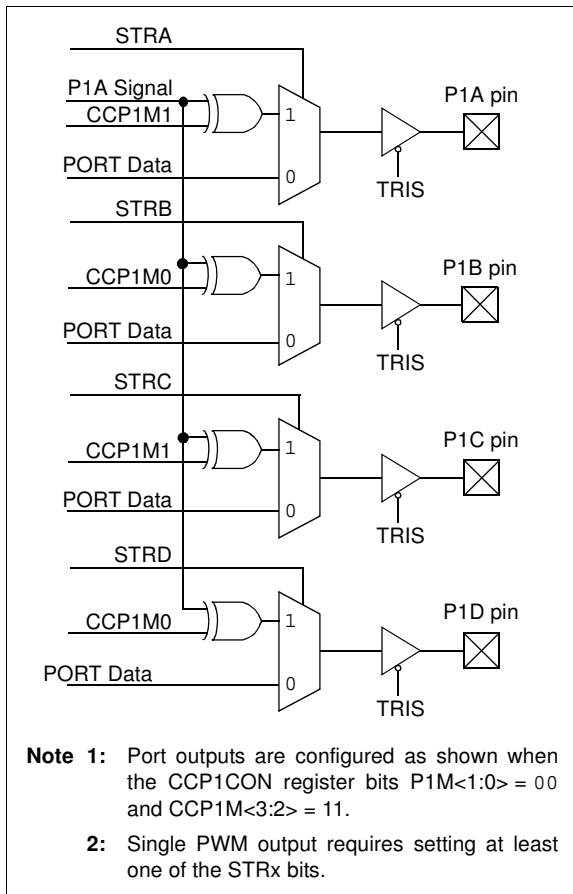 STRA
P1A Signal
P1A pin
CCP1M1
1
PORT Data
0
TRIS
STRB
P1B pin
CCP1M0
1
PORT Data
0
TRIS
STRC
P1C pin
CCP1M1
1
PORT Data
0
TRIS
STRD
P1D pin
CCP1M0
1
PORT Data
0
TRIS
Note 1: Port outputs are configured as shown when
the CCP1CON register bits P1M<1:0> = 00
and CCP1M<3:2> = 11.
2: Single PWM output requires setting at least
one of the STRx bits.